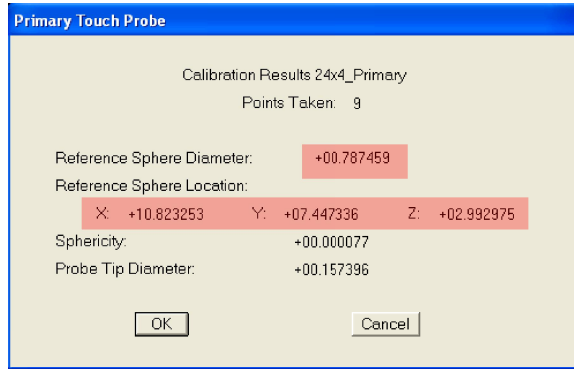 Primary Touch Probe
Calibration Results 24x4_Primary
Points Taken: 9
Reference Sphere Diameter: +00.787459
Reference Sphere Location:
X: +10.823253 Y: +07.447336 Z: +02.992975
Sphericity: +00.000077
Probe Tip Diameter: +00.157396
OK Cancel